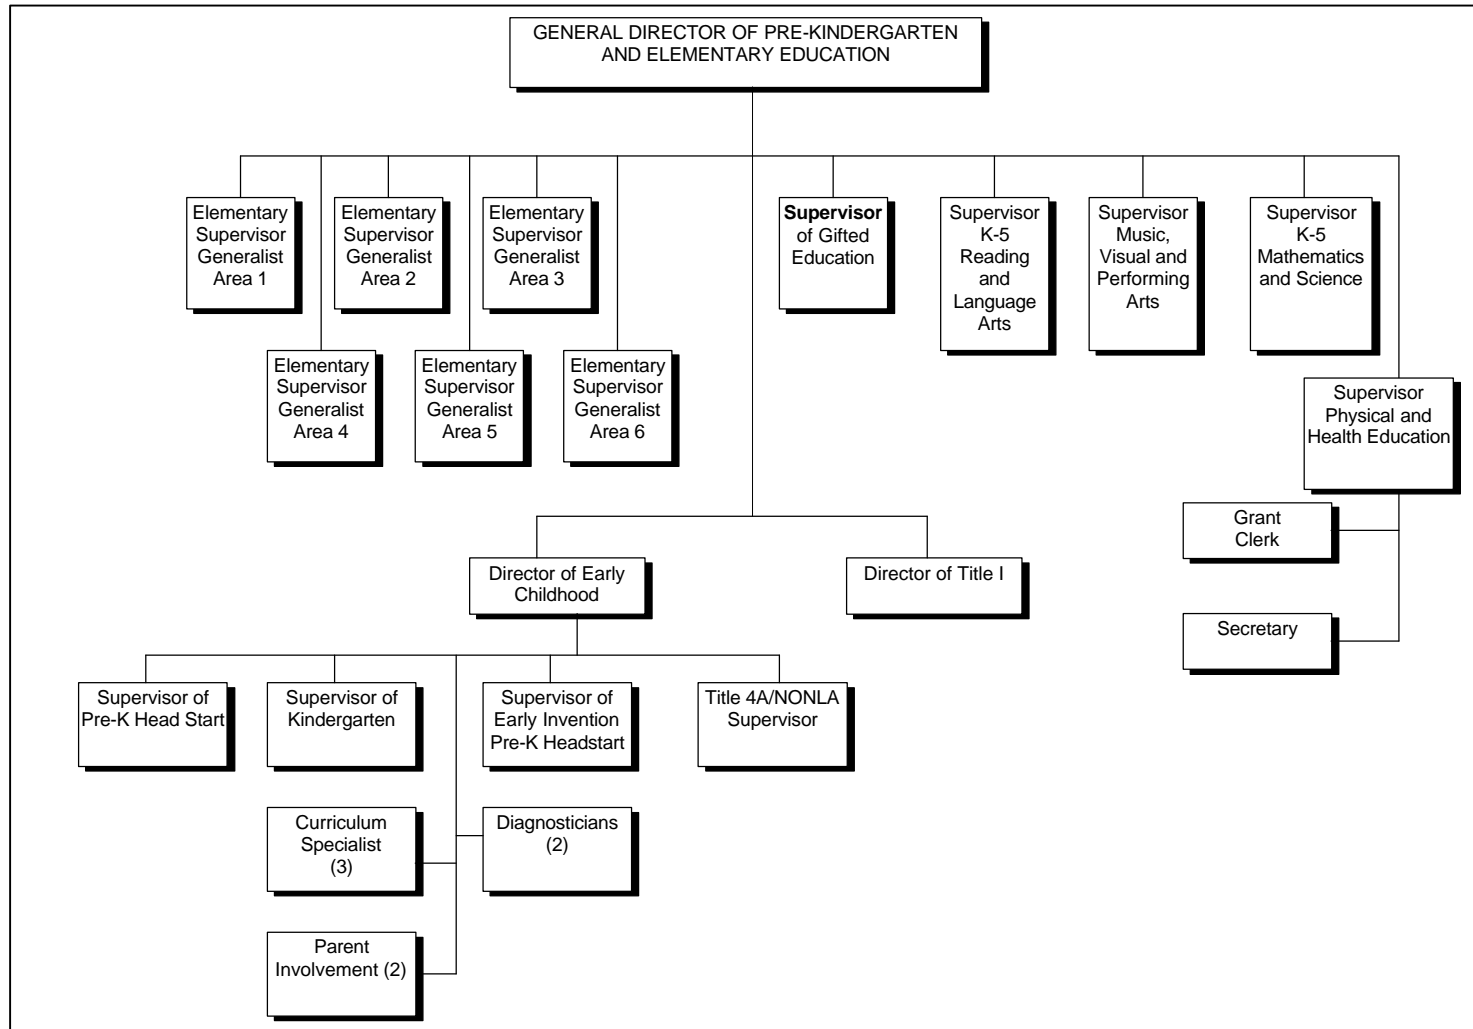 GENERAL DIRECTOR OF PRE-KINDERGARTEN
AND ELEMENTARY EDUCATION
Elementary
Supervisor
Generalist
Area 1
Elementary
Supervisor
Generalist
Area 2
Elementary
Supervisor
Generalist
Area 3
Supervisor
of Gifted
Education
Supervisor
K-5
Reading
and
Language
Arts
Supervisor
Music,
Visual and
Performing
Arts
Supervisor
K-5
Mathematics
and Science
Elementary
Supervisor
Generalist
Area 4
Elementary
Supervisor
Generalist
Area 5
Elementary
Supervisor
Generalist
Area 6
Supervisor
Physical and
Health Education
Grant
Clerk
Director of Early
Childhood
Director of Title I
Secretary
Supervisor of
Pre-K Head Start
Supervisor of
Kindergarten
Supervisor of
Early Invention
Pre-K Headstart
Title 4A/NONLA
Supervisor
Curriculum
Specialist
(3)
Diagnosticians
(2)
Parent
Involvement (2)